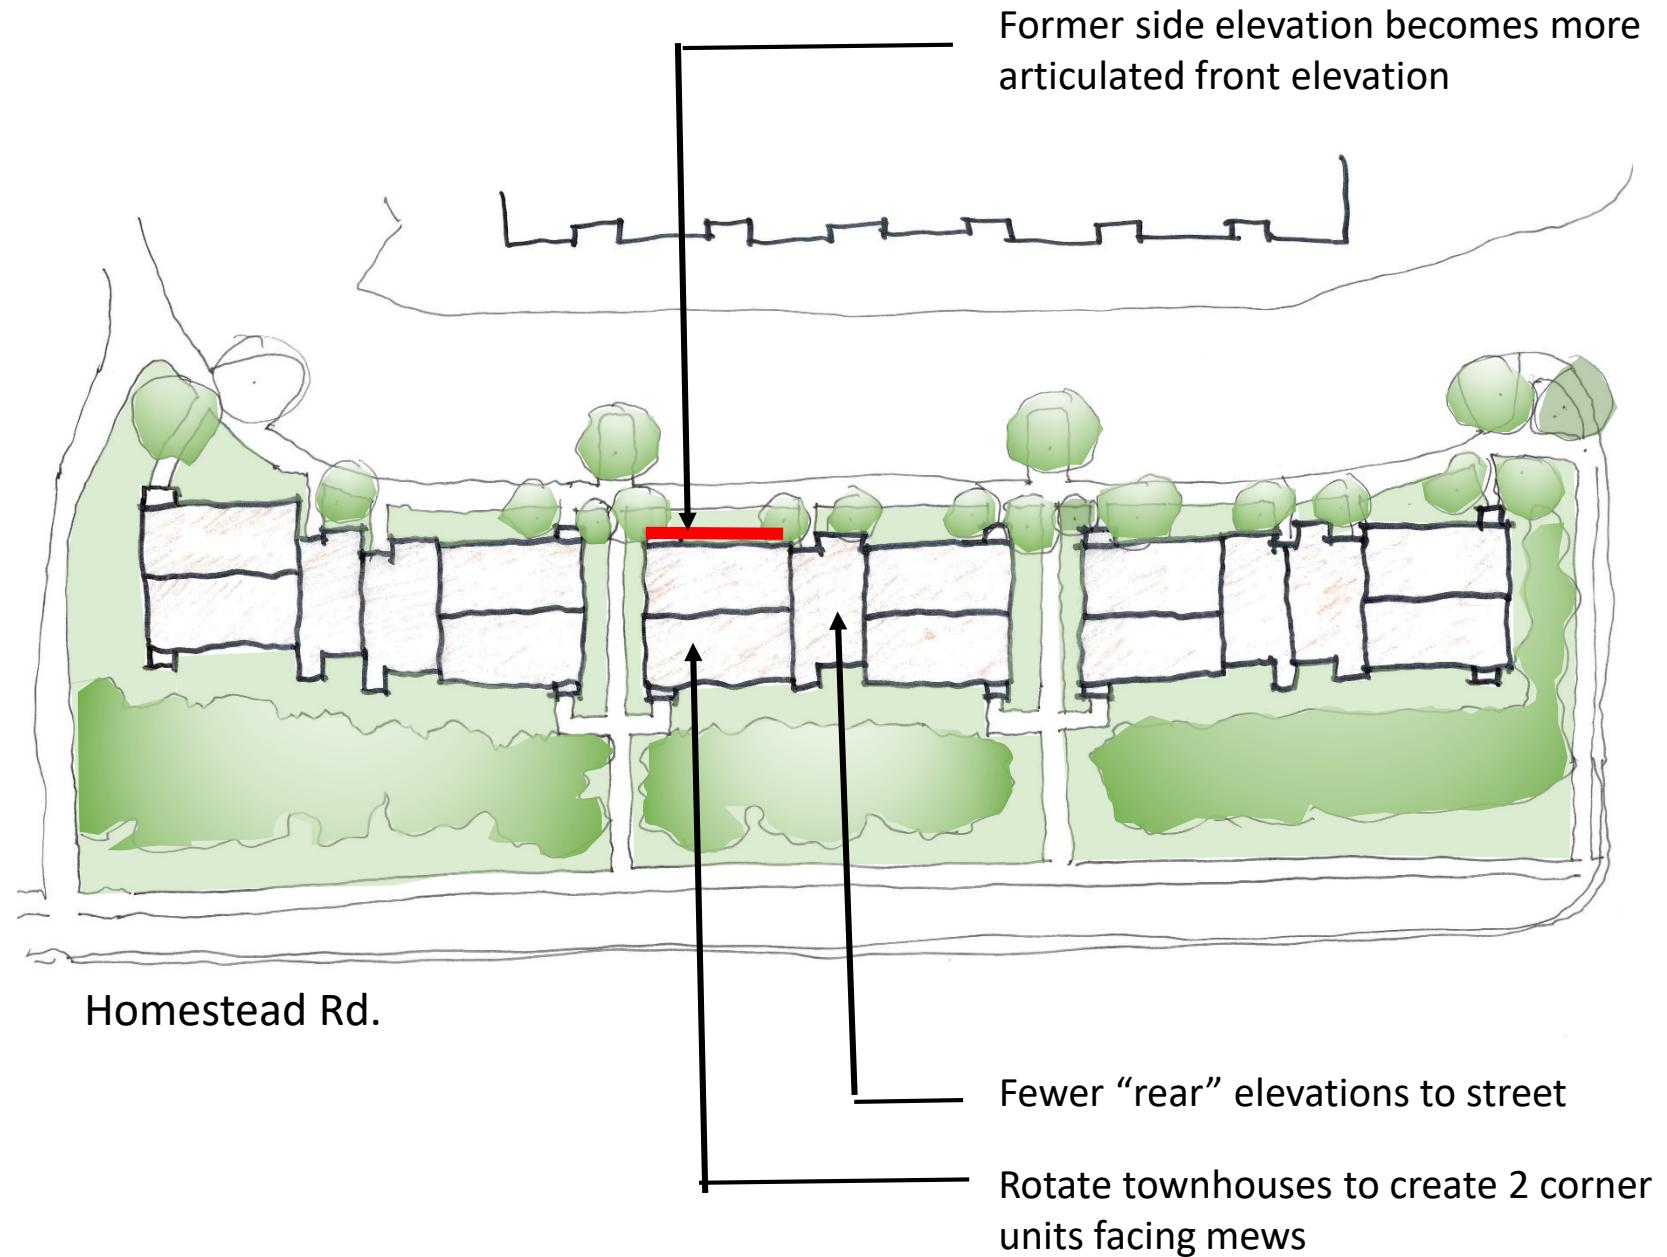 Former side elevation becomes more
articulated front elevation
Homestead Rd.
Fewer “rear” elevations to street
Rotate townhouses to create 2 corner
units facing mews